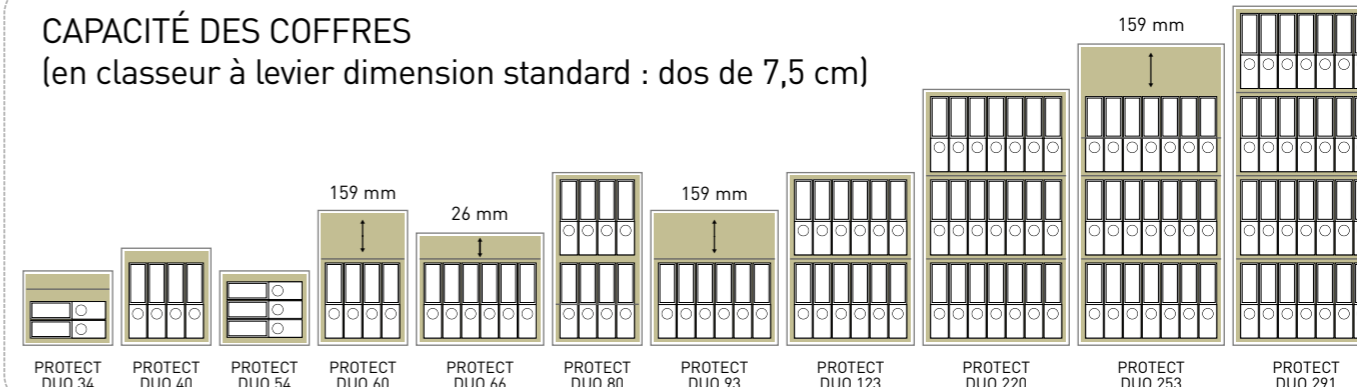 CAPACITÉ DES COFFRES
(en classeur à levier dimension standard : dos de 7,5 cm)
159 mm
26 mm
159 mm
159 mm
PROTECT
DUO 34
PROTECT
DUO 40
PROTECT
DUO 54
PROTECT
DUO 60
PROTECT
DUO 66
PROTECT
DUO 80
PROTECT
DUO 93
PROTECT
DUO 123
PROTECT
DUO 220
PROTECT
DUO 253
PROTECT
DUO 291